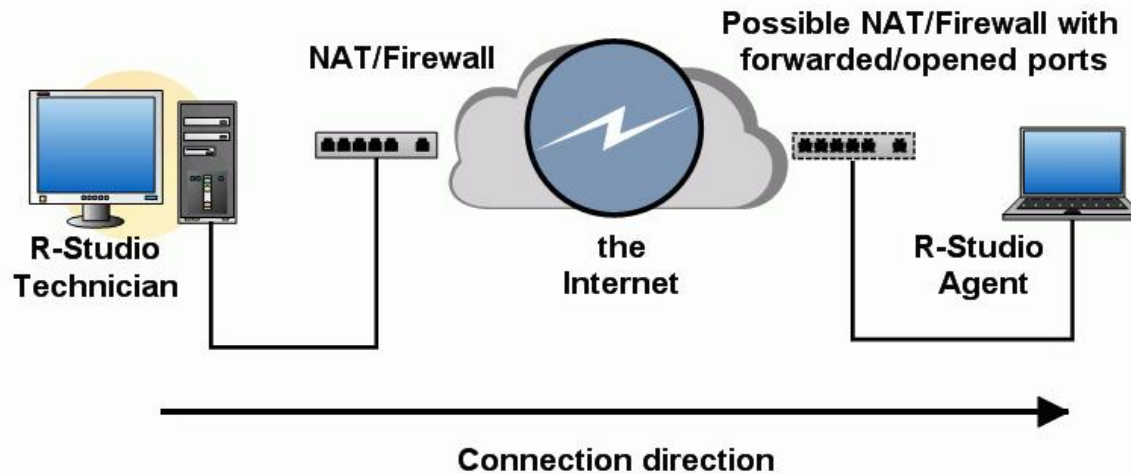 Possible NAT/Firewall with
forwarded/opened ports
NAT/Firewall
R-Studio
Technician
the
Internet
R-Studio
Agent
Connection direction